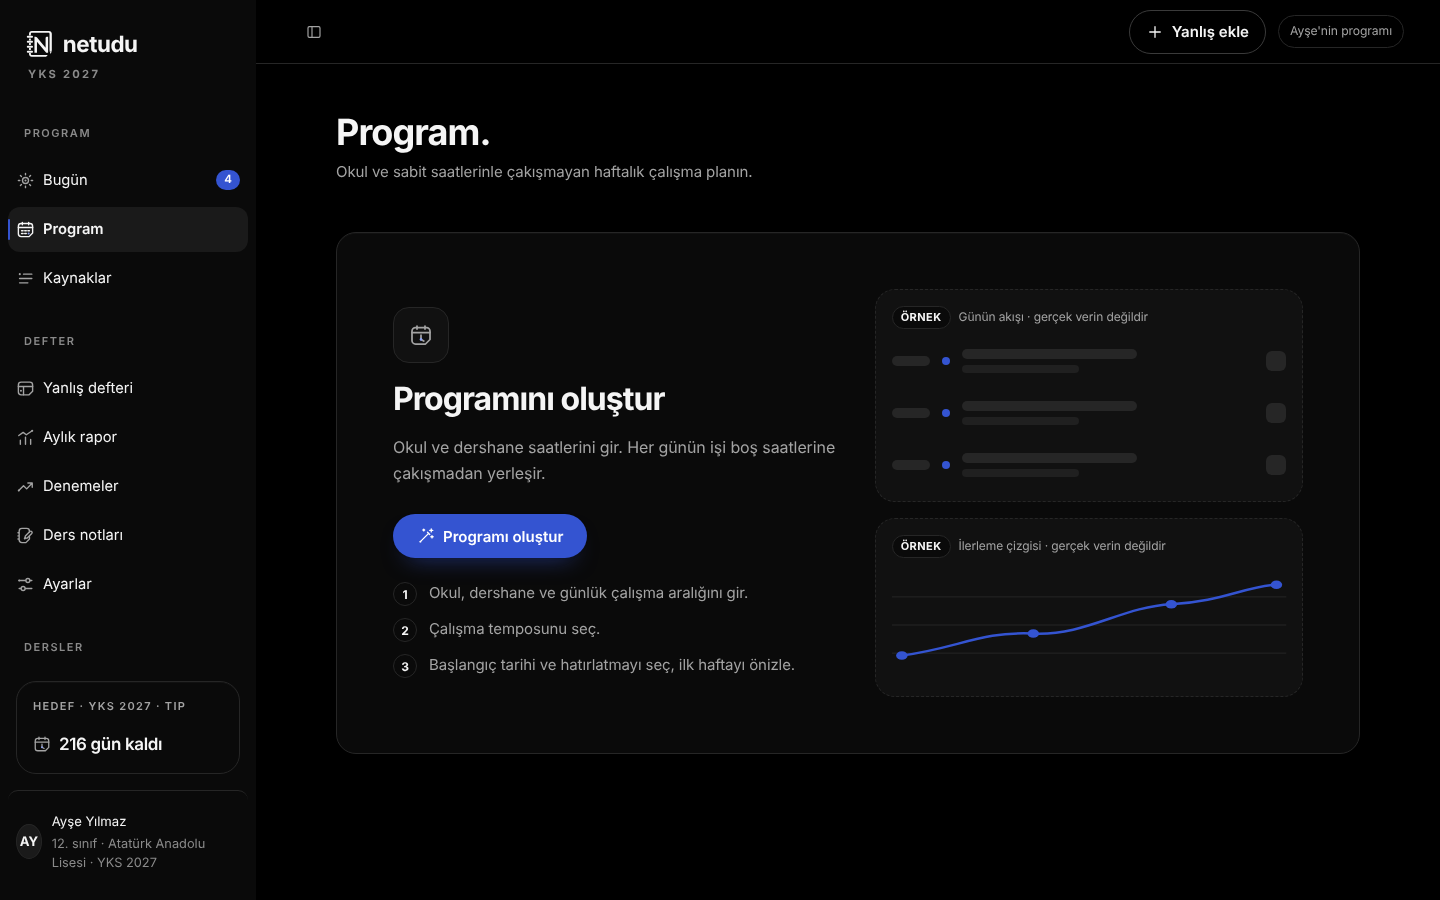 netudu
YKS 2027
PROGRAM
Bugün
4
Program
Kaynaklar
DEFTER
Yanlış defteri
Aylık rapor
Denemeler
Ders notları
Ayarlar
DERSLER
HEDEF · YKS 2027 · TIP
216 gün kaldı
AY
Ayşe Yılmaz
12. sınıf · Atatürk Anadolu
Lisesi · YKS 2027
Yanlış ekle
Ayşe'nin programı
Program.
Okul ve sabit saatlerinle çakışmayan haftalık çalışma planın.
Programını oluştur
Okul ve dershane saatlerini gir. Her günün işi boş saatlerine
çakışmadan yerleşir.
Programı oluştur
1 Okul, dershane ve günlük çalışma aralığını gir.
2 Çalışma temposunu seç.
3 Başlangıç tarihi ve hatırlatmayı seç, ilk haftayı önizle.
ÖRNEK Günün akışı · gerçek verin değildir
ÖRNEK İlerleme çizgisi · gerçek verin değildir